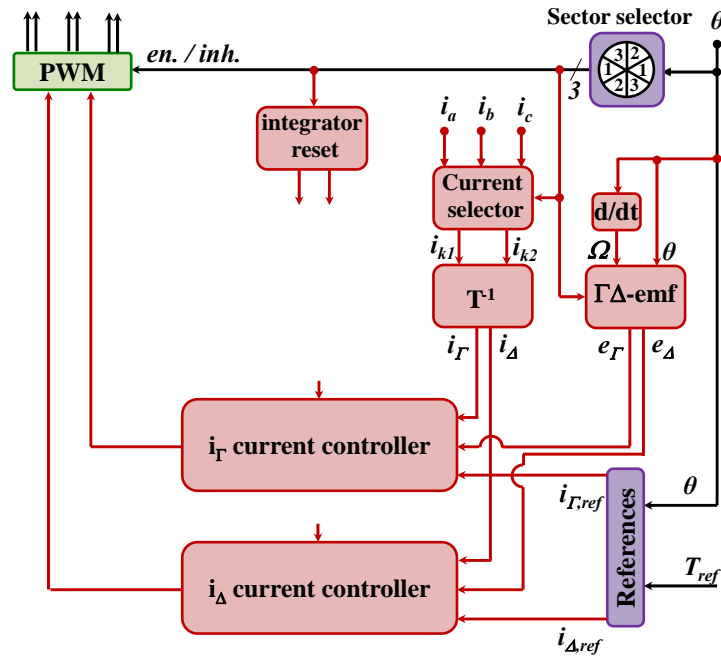 Sector selector
θ
en. / inh.
PWM
3 2
1 1
2 3
3
integrator
reset
i_a
i_b
i_c
Current
selector
d/dt
Ω
θ
i_k1
i_k2
T⁻¹
ΓΔ-emf
i_Γ
i_Δ
e_Γ
e_Δ
i_Γ current controller
i_Γ,ref
θ
References
i_Δ current controller
T_ref
i_Δ,ref